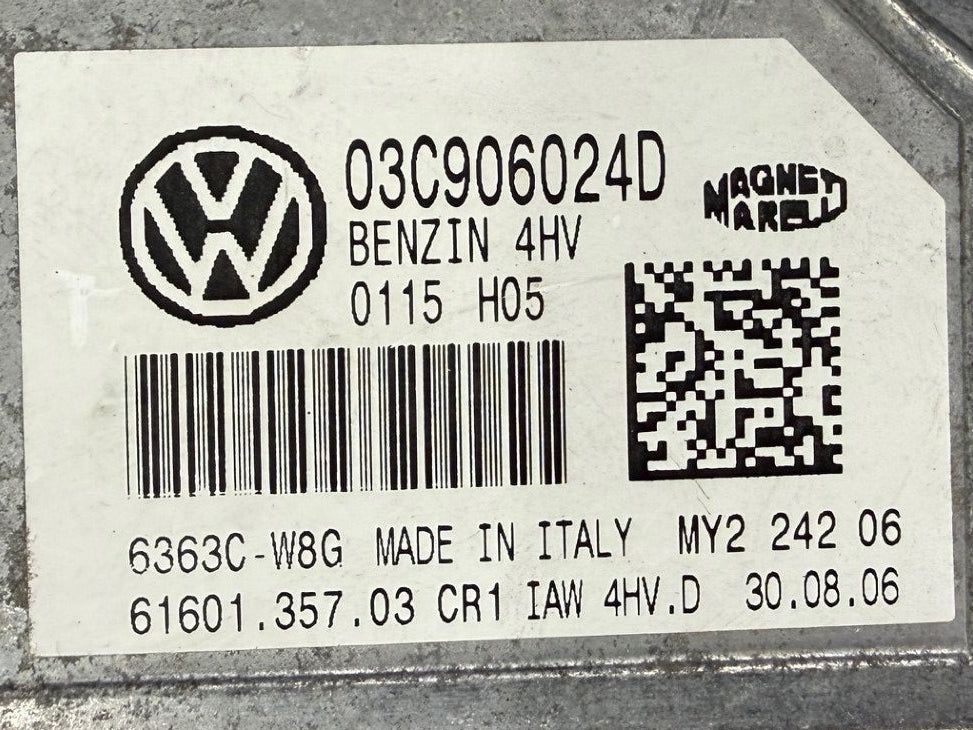 03C906024D
BENZIN 4HV
0115 H05
MAGNETI
MARELLI
6363C-W8G MADE IN ITALY MY2 242 06
61601.357.03 CR1 IAW 4HV.D 30.08.06